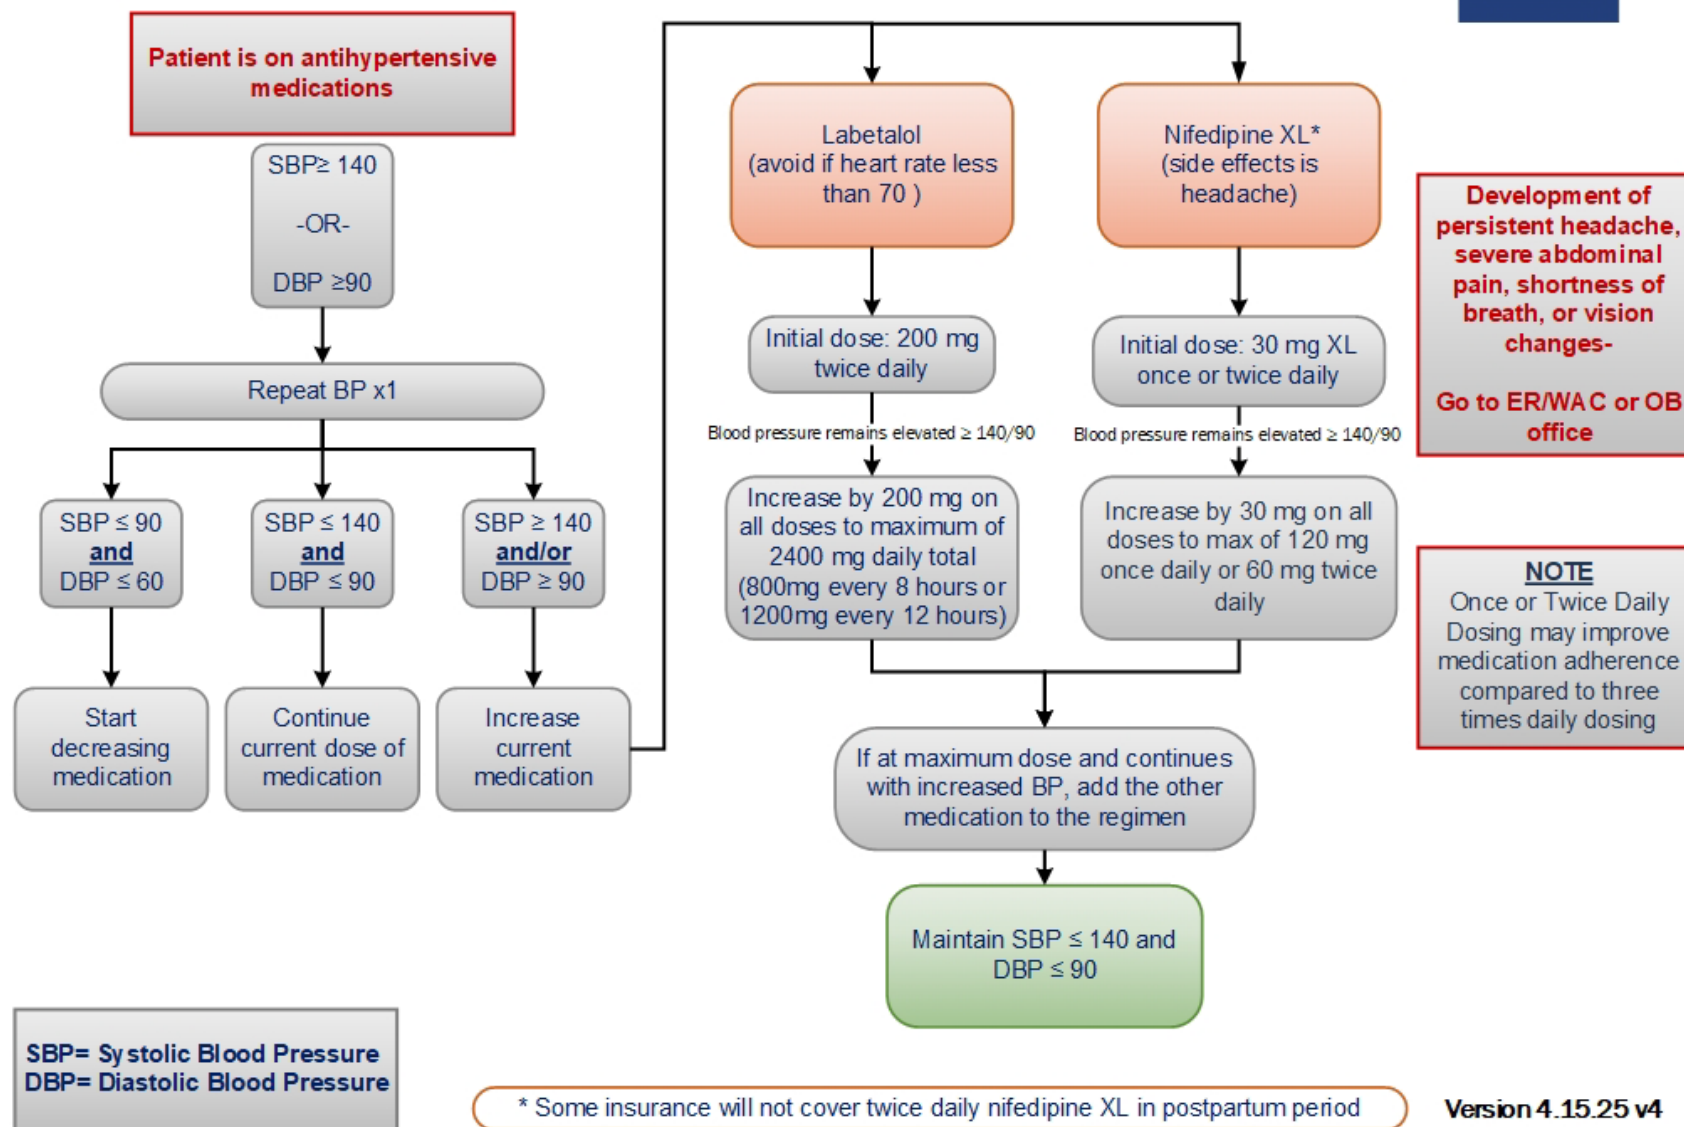 Patient is on antihypertensive
medications
SBP≥ 140
-OR-
DBP ≥90
Repeat BP x1
SBP ≤ 90
and
DBP ≤ 60
SBP ≤ 140
and
DBP ≤ 90
SBP ≥ 140
and/or
DBP ≥ 90
Start
decreasing
medication
Continue
current dose of
medication
Increase
current
medication
Labetalol
(avoid if heart rate less
than 70 )
Initial dose: 200 mg
twice daily
Blood pressure remains elevated ≥ 140/90
Increase by 200 mg on
all doses to maximum of
2400 mg daily total
(800mg every 8 hours or
1200mg every 12 hours)
Nifedipine XL*
(side effects is
headache)
Initial dose: 30 mg XL
once or twice daily
Blood pressure remains elevated ≥ 140/90
Increase by 30 mg on all
doses to max of 120 mg
once daily or 60 mg twice
daily
If at maximum dose and continues
with increased BP, add the other
medication to the regimen
Maintain SBP ≤ 140 and
DBP ≤ 90
Development of
persistent headache,
severe abdominal
pain, shortness of
breath, or vision
changes-
Go to ER/WAC or OB
office
NOTE
Once or Twice Daily
Dosing may improve
medication adherence
compared to three
times daily dosing
SBP= Systolic Blood Pressure
DBP= Diastolic Blood Pressure
* Some insurance will not cover twice daily nifedipine XL in postpartum period
Version 4.15.25 v4